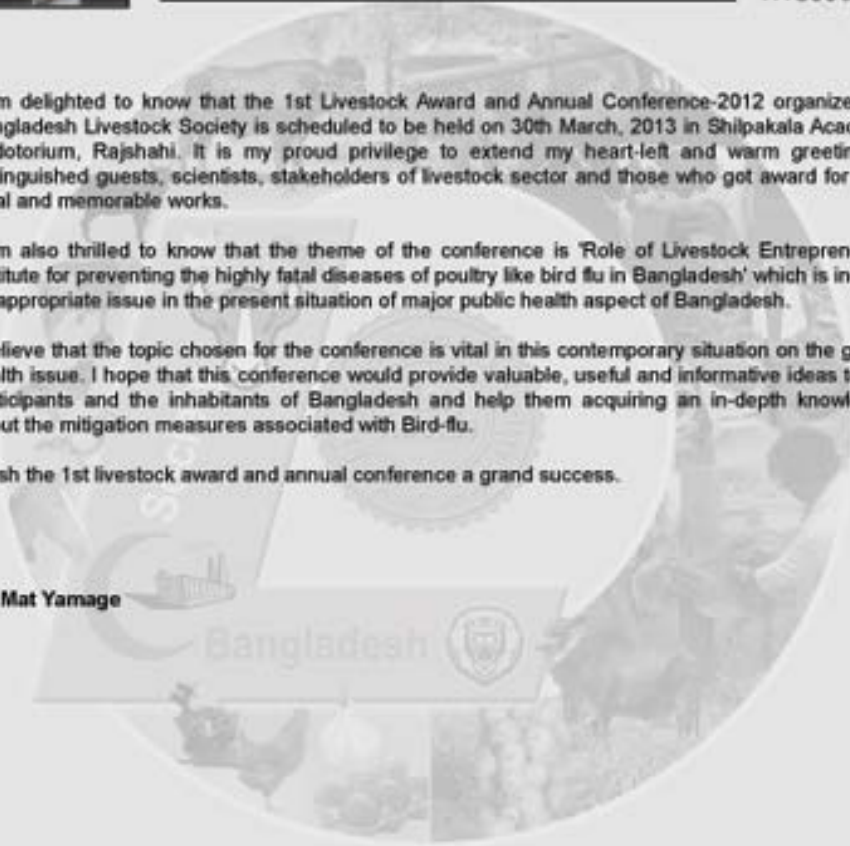 m delighted to know that the 1st Livestock Award and Annual Conference-2012 organize
ngladesh Livestock Society is scheduled to be held on 30th March, 2013 in Shilpakala Acad
dotorium, Rajshahi. It is my proud privilege to extend my heart-left and warm greetin
inguished guests, scientists, stakeholders of livestock sector and those who got award for
al and memorable works.
m also thrilled to know that the theme of the conference is 'Role of Livestock Entrepren
titute for preventing the highly fatal diseases of poultry like bird flu in Bangladesh' which is in
appropriate issue in the present situation of major public health aspect of Bangladesh.
lieve that the topic chosen for the conference is vital in this contemporary situation on the g
lth issue. I hope that this conference would provide valuable, useful and informative ideas t
ticipants and the inhabitants of Bangladesh and help them acquiring an in-depth knowl
ut the mitigation measures associated with Bird-flu.
sh the 1st livestock award and annual conference a grand success.
Mat Yamage
Bangladesh